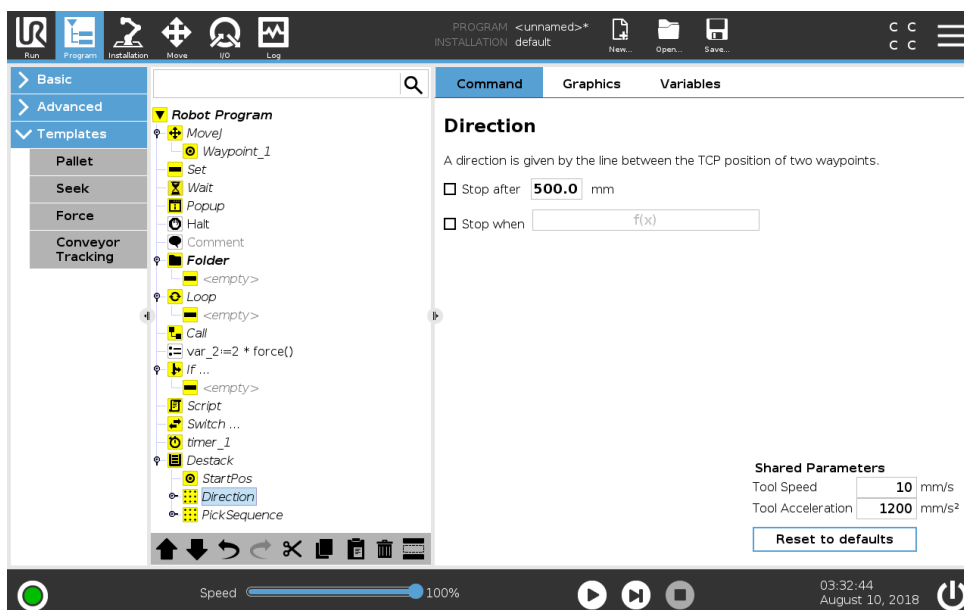 PROGRAM <unnamed>*
INSTALLATION default
UR
Run
Program
Installation
Move
I/O
Log
New...
Open...
Save...
C C
C C
Basic
Advanced
Templates
Pallet
Seek
Force
Conveyor
Tracking
Robot Program
MoveJ
Waypoint_1
Set
Wait
Popup
Halt
Comment
Folder
<empty>
Loop
<empty>
Call
var_2:=2 * force()
If ...
<empty>
Script
Switch ...
timer_1
Destack
StartPos
Direction
PickSequence
Command
Graphics
Variables
Direction
A direction is given by the line between the TCP position of two waypoints.
Stop after 500.0 mm
Stop when f(x)
Shared Parameters
Tool Speed 10 mm/s
Tool Acceleration 1200 mm/s²
Reset to defaults
Speed 100%
03:32:44
August 10, 2018